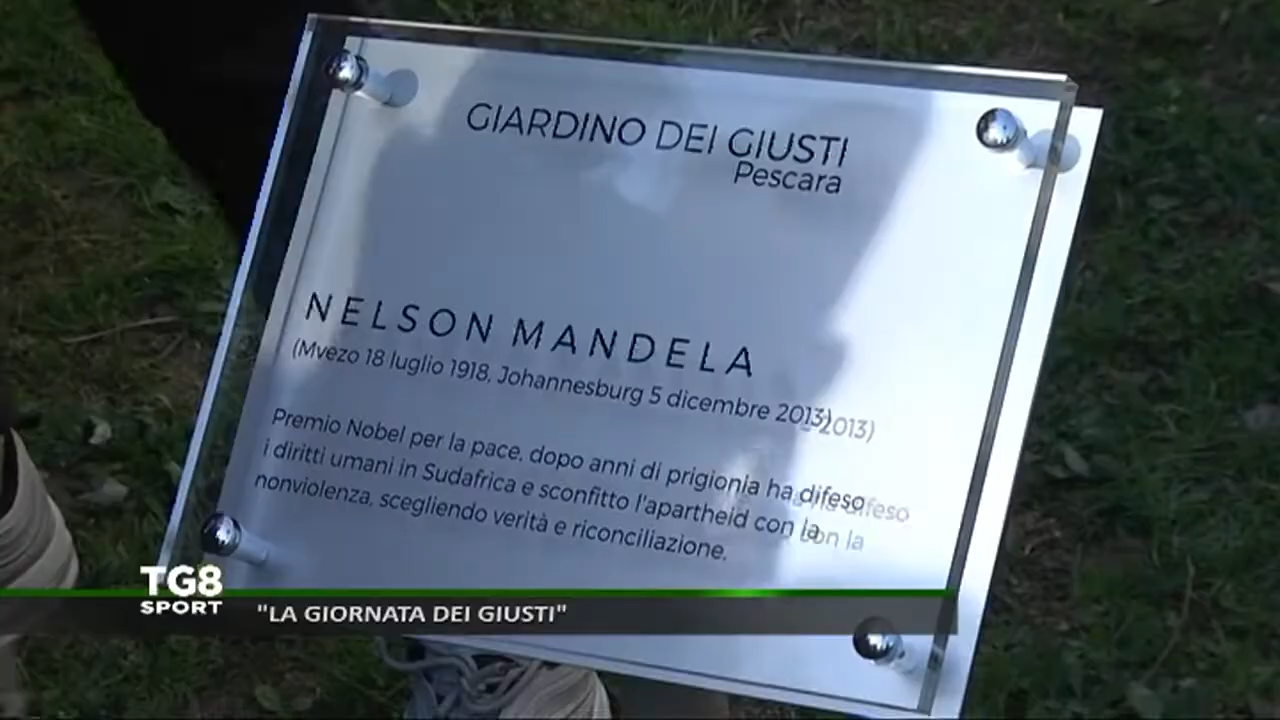 GIARDINO DEI GIUSTI
Pescara
NELSON MANDELA
(Mvezo 18 luglio 1918, Johannesburg 5 dicembre 2013)
Premio Nobel per la pace, dopo anni di prigionia ha difeso
i diritti umani in Sudafrica e sconfitto l'apartheid con la
nonviolenza, scegliendo verità e riconciliazione.
TG8
SPORT
"LA GIORNATA DEI GIUSTI"